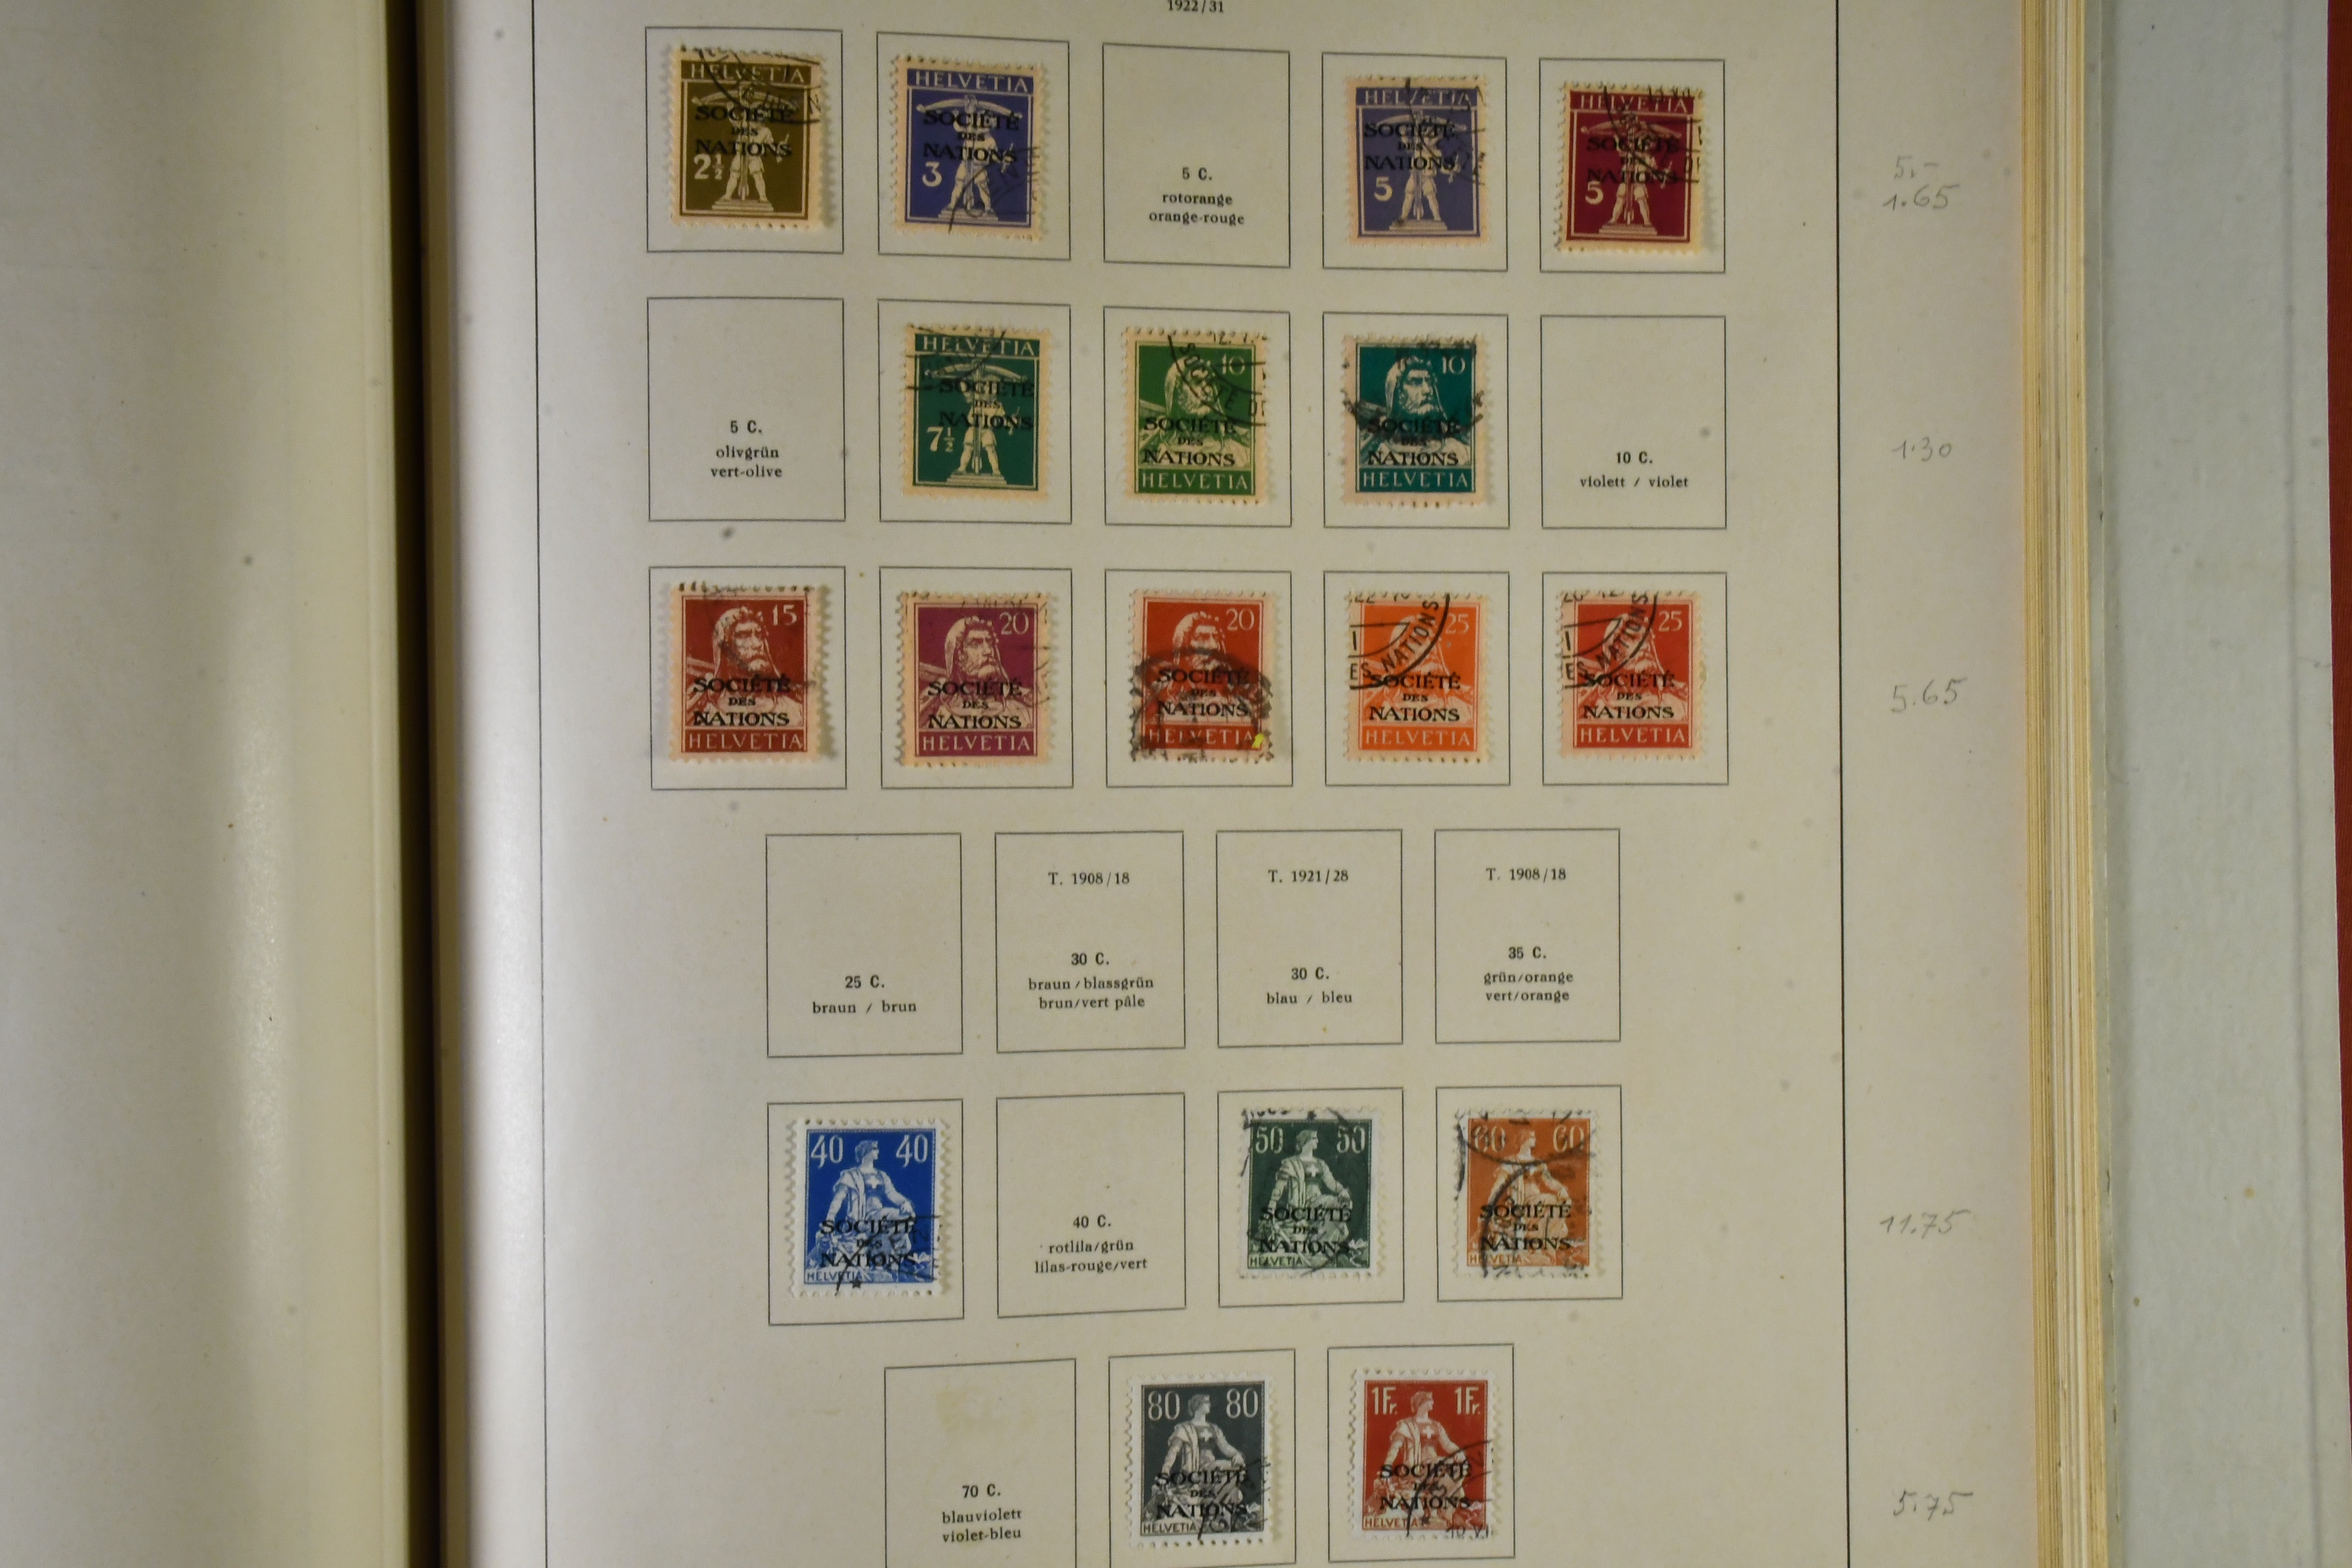 1922/31
HELVETIA
SOCIÉTÉ
DES
NATIONS
2½
HELVETIA
SOCIÉTÉ
DES
NATIONS
3
5 C.
rotorange
orange-rouge
HELVETIA
SOCIÉTÉ
DES
NATIONS
5
HELVETIA
SOCIÉTÉ
DES
NATIONS
5
5.-
1.65
5 C.
olivgrün
vert-olive
HELVETIA
SOCIÉTÉ
DES
NATIONS
7½
10
SOCIÉTÉ
DES
NATIONS
HELVETIA
10
SOCIÉTÉ
DES
NATIONS
HELVETIA
10 C.
violett / violet
1.30
15
SOCIÉTÉ
DES
NATIONS
HELVETIA
20
SOCIÉTÉ
DES
NATIONS
HELVETIA
20
SOCIÉTÉ
DES
NATIONS
HELVETIA
25
ES NATIONS
SOCIÉTÉ
DES
NATIONS
HELVETIA
25
ES NATIONS
SOCIÉTÉ
DES
NATIONS
HELVETIA
5.65
25 C.
braun / brun
T. 1908/18
30 C.
braun/blassgrün
brun/vert pâle
T. 1921/28
30 C.
blau / bleu
T. 1908/18
35 C.
grün/orange
vert/orange
40 40
SOCIÉTÉ
DES
NATIONS
HELVETIA
40 C.
rotlila/grün
lilas-rouge/vert
50 50
SOCIÉTÉ
DES
NATIONS
HELVETIA
60 60
SOCIÉTÉ
DES
NATIONS
HELVETIA
11.75
70 C.
blauviolett
violet-bleu
80 80
SOCIÉTÉ
DES
NATIONS
HELVETIA
1Fr. 1Fr.
SOCIÉTÉ
DES
NATIONS
HELVETIA
5.75